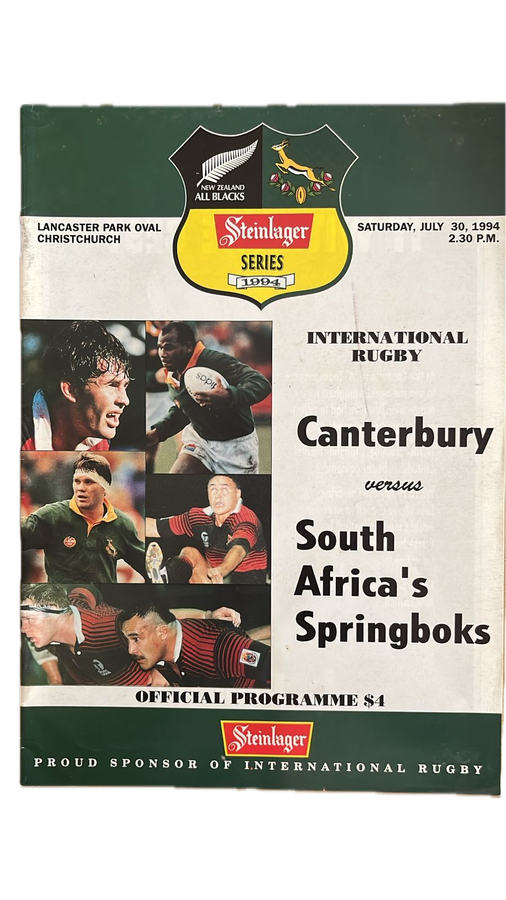 NEW ZEALAND
ALL BLACKS
Steinlager
SERIES
1994
LANCASTER PARK OVAL
CHRISTCHURCH
SATURDAY, JULY 30, 1994
2.30 P.M.
INTERNATIONAL
RUGBY
Canterbury
versus
South
Africa's
Springboks
adidas
OFFICIAL PROGRAMME $4
Steinlager
PROUD SPONSOR OF INTERNATIONAL RUGBY